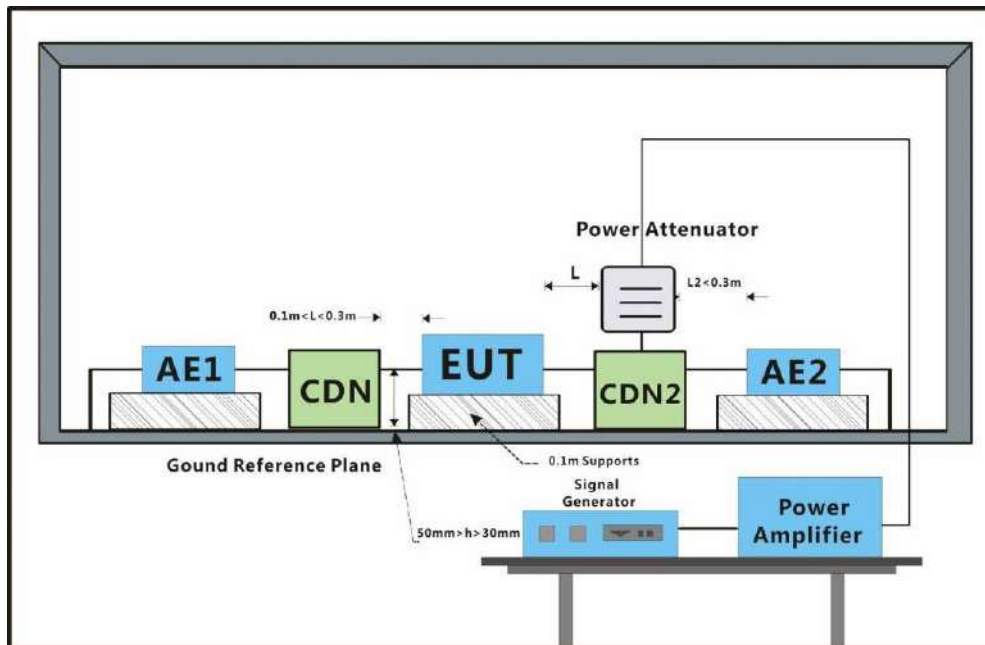 Power Attenuator
L
L2<0.3m
0.1m<L<0.3m
AE1
CDN
EUT
CDN2
AE2
Gound Reference Plane
0.1m Supports
Signal
Generator
50mm>h>30mm
Power
Amplifier